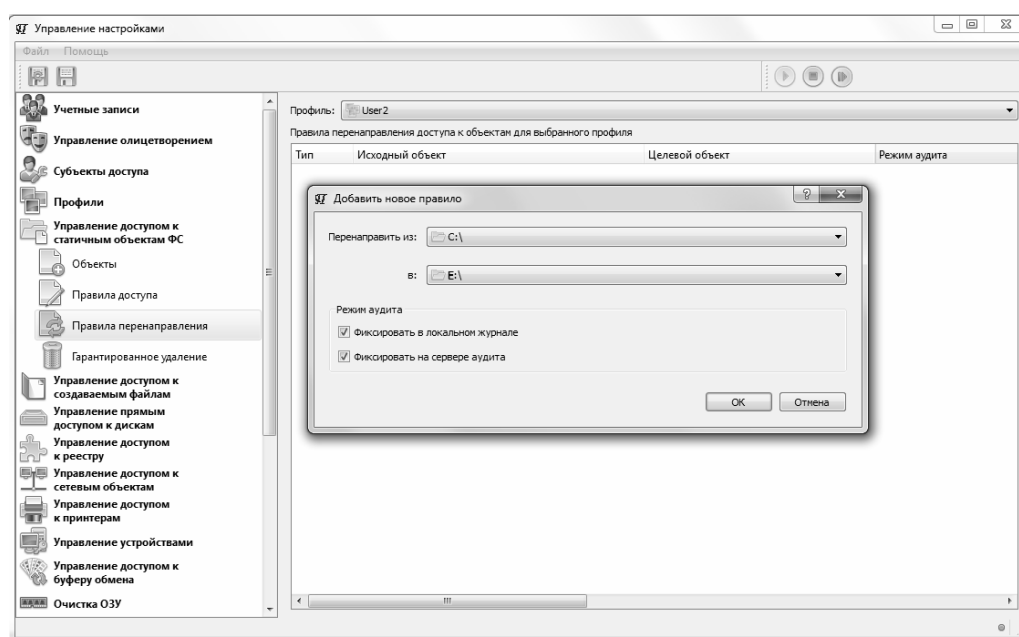 Управление настройками
Файл Помощь
Учетные записи
Управление олицетворением
Субъекты доступа
Профили
Управление доступом к
статичным объектам ФС
Объекты
Правила доступа
Правила перенаправления
Гарантированное удаление
Управление доступом к
создаваемым файлам
Управление прямым
доступом к дискам
Управление доступом
к реестру
Управление доступом к
сетевым объектам
Управление доступом
к принтерам
Управление устройствами
Управление доступом к
буферу обмена
Очистка ОЗУ
Профиль: User2
Правила перенаправления доступа к объектам для выбранного профиля
Тип Исходный объект Целевой объект Режим аудита
Добавить новое правило
Перенаправить из: C:\
в: E:\
Режим аудита
Фиксировать в локальном журнале
Фиксировать на сервере аудита
OK Отмена